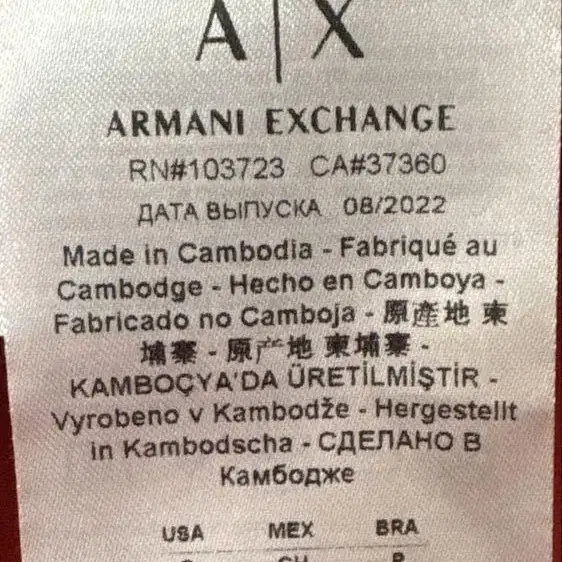 A|X
ARMANI EXCHANGE
RN#103723 CA#37360
ДАТА ВЫПУСКА 08/2022
Made in Cambodia - Fabriqué au
Cambodge - Hecho en Camboya -
Fabricado no Camboja - 原產地 柬
埔寨 - 原产地 柬埔寨 -
KAMBOÇYA'DA ÜRETİLMİŞTİR -
Vyrobeno v Kambodže - Hergestellt
in Kambodscha - СДЕЛАНО В
Камбодже
USA MEX BRA